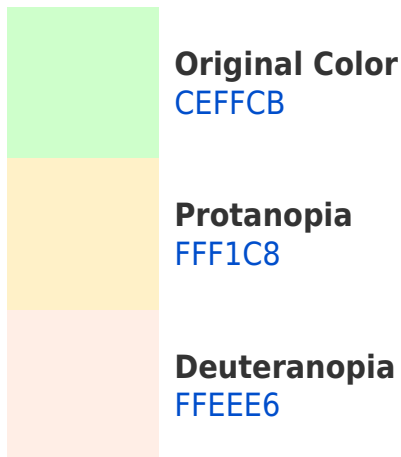 Original Color
CEFFCB
Protanopia
FFF1C8
Deuteranopia
FFEEE6